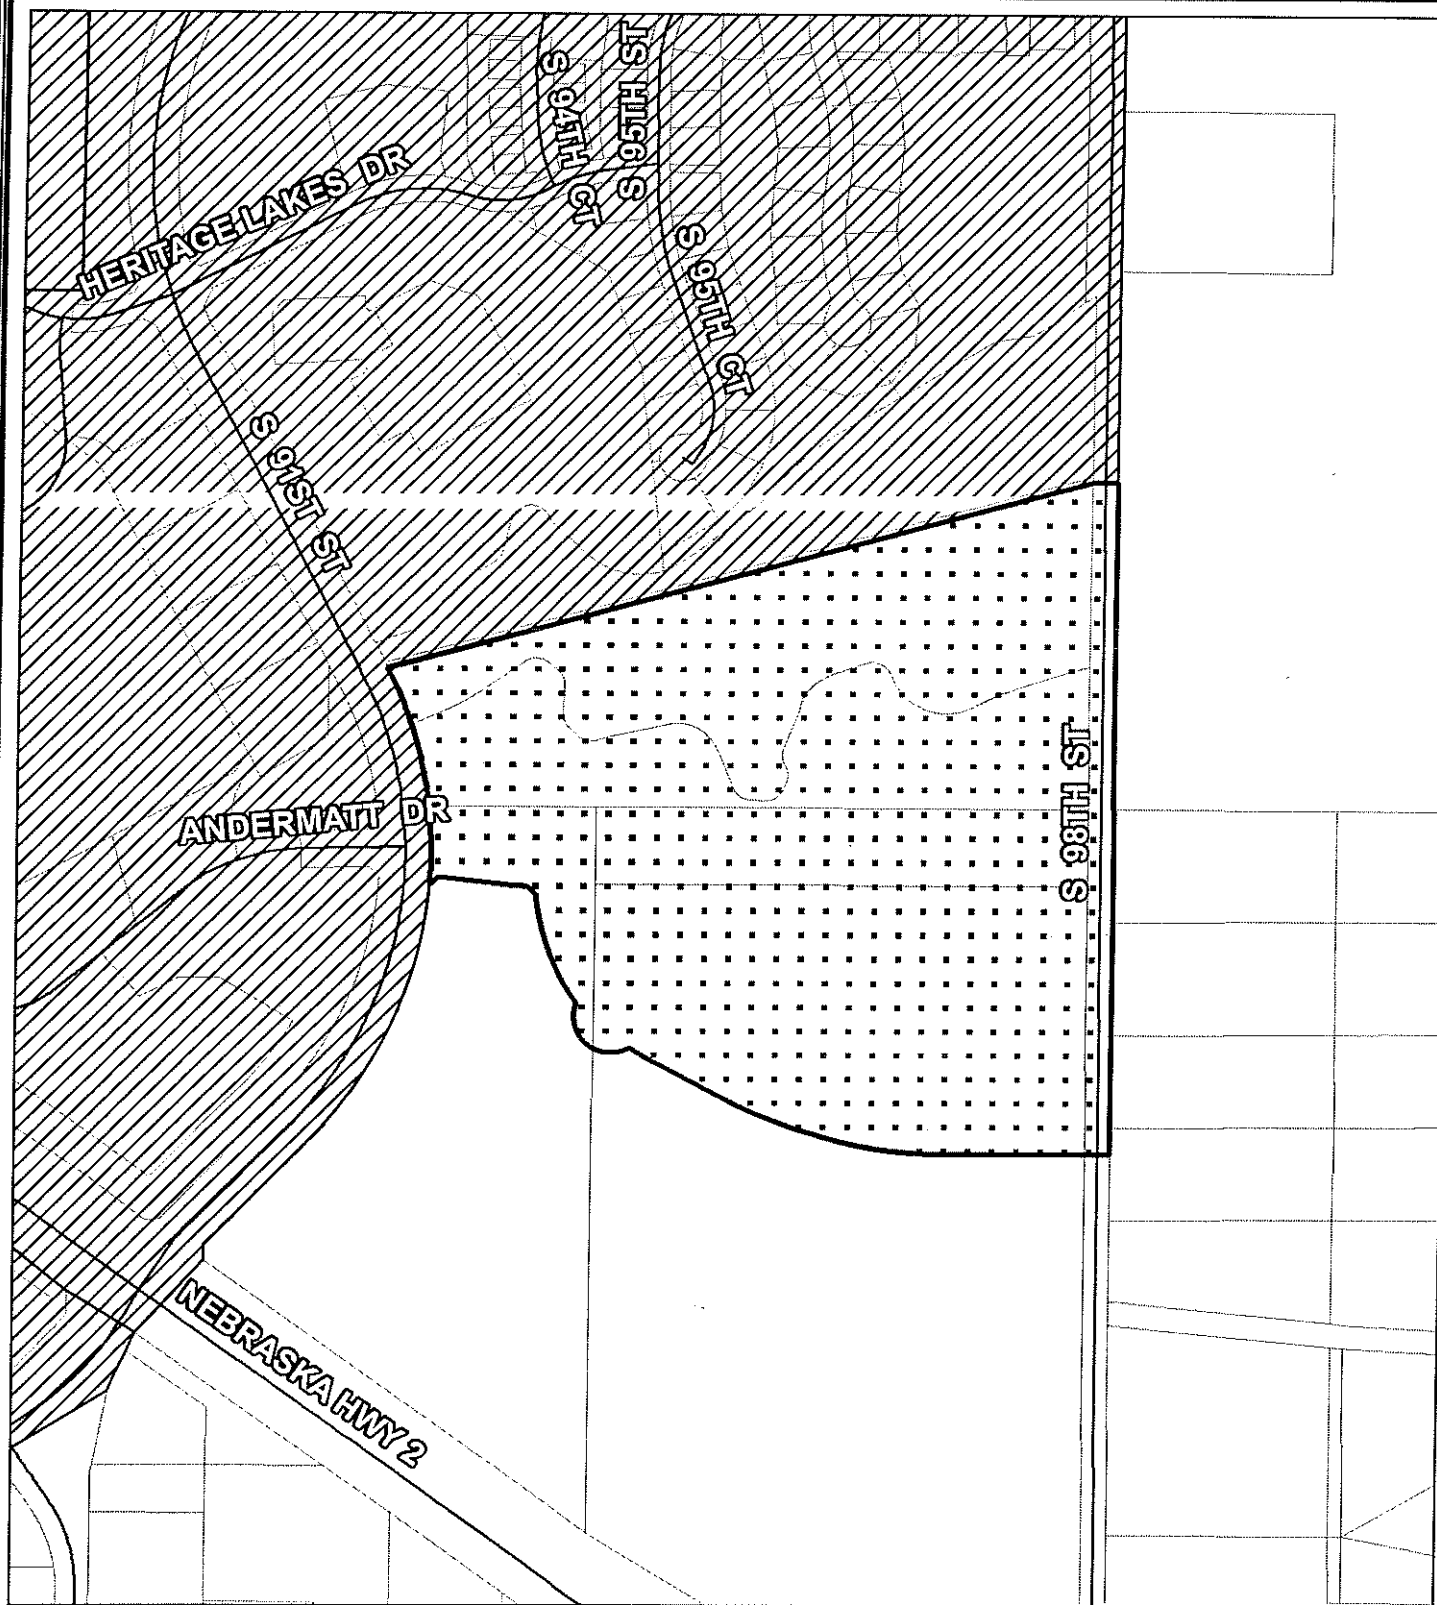 S 94TH CT
S 95TH ST
HERITAGE LAKES DR
S 95TH CT
S 91ST ST
S 98TH ST
ANDERMATT DR
NEBRASKA HWY 2